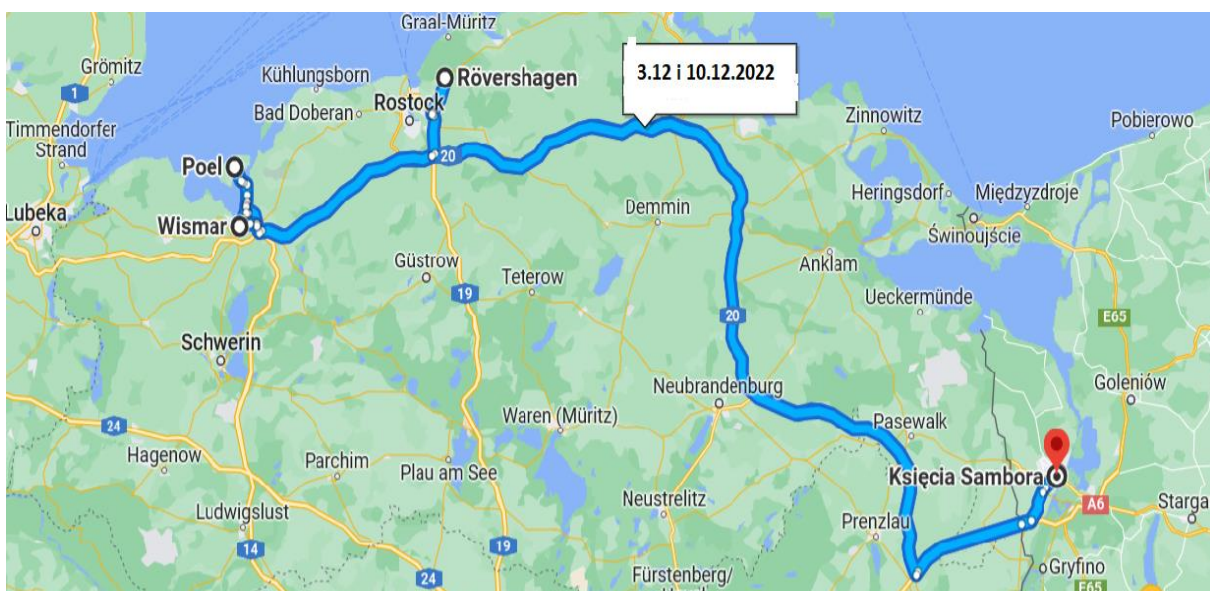 Graal-Müritz
Grömitz
Kühlungsborn
Rövershagen
3.12 i 10.12.2022
1
Bad Doberan
Rostock
Zinnowitz
Pobierowo
Timmendorfer
Strand
20
Poel
Heringsdorf
Międzyzdroje
Lubeka
Wismar
Demmin
Świnoujście
Güstrow
Teterow
Anklam
19
Ueckermünde
20
E65
Schwerin
Neubrandenburg
Goleniów
24
Waren (Müritz)
Pasewalk
Hagenow
Parchim
Plau am See
Księcia Sambora
Neustrelitz
A6
Starga
Ludwigslust
Prenzlau
14
19
24
Fürstenberg/
Gryfino
E65